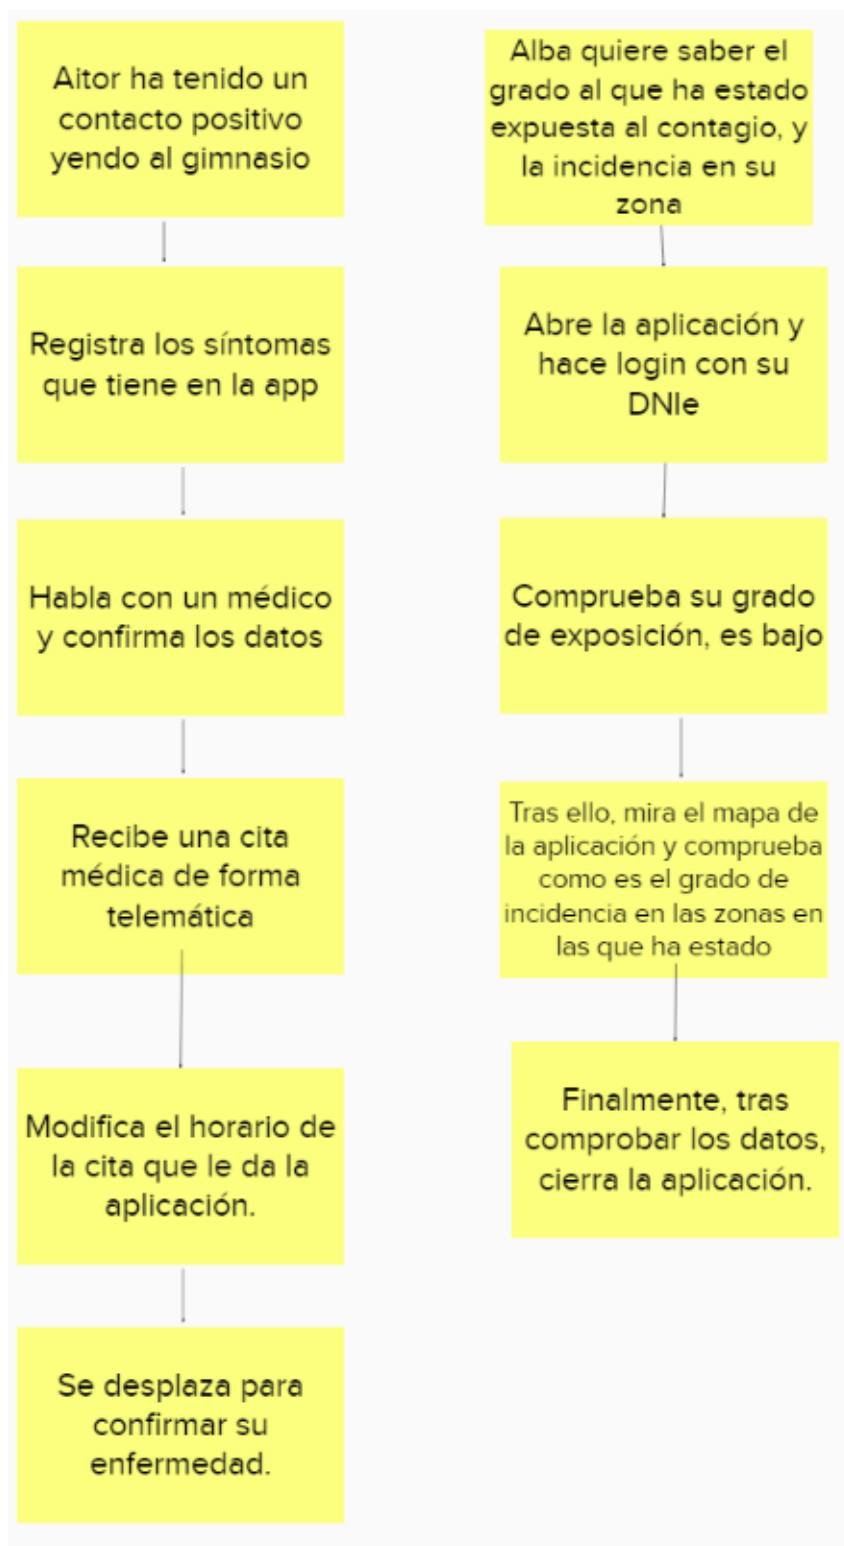 Aitor ha tenido un
contacto positivo
yendo al gimnasio
Registra los síntomas
que tiene en la app
Habla con un médico
y confirma los datos
Recibe una cita
médica de forma
telemática
Modifica el horario de
la cita que le da la
aplicación.
Se desplaza para
confirmar su
enfermedad.
Alba quiere saber el
grado al que ha estado
expuesta al contagio, y
la incidencia en su
zona
Abre la aplicación y
hace login con su
DNIe
Comprueba su grado
de exposición, es bajo
Tras ello, mira el mapa de
la aplicación y comprueba
como es el grado de
incidencia en las zonas en
las que ha estado
Finalmente, tras
comprobar los datos,
cierra la aplicación.